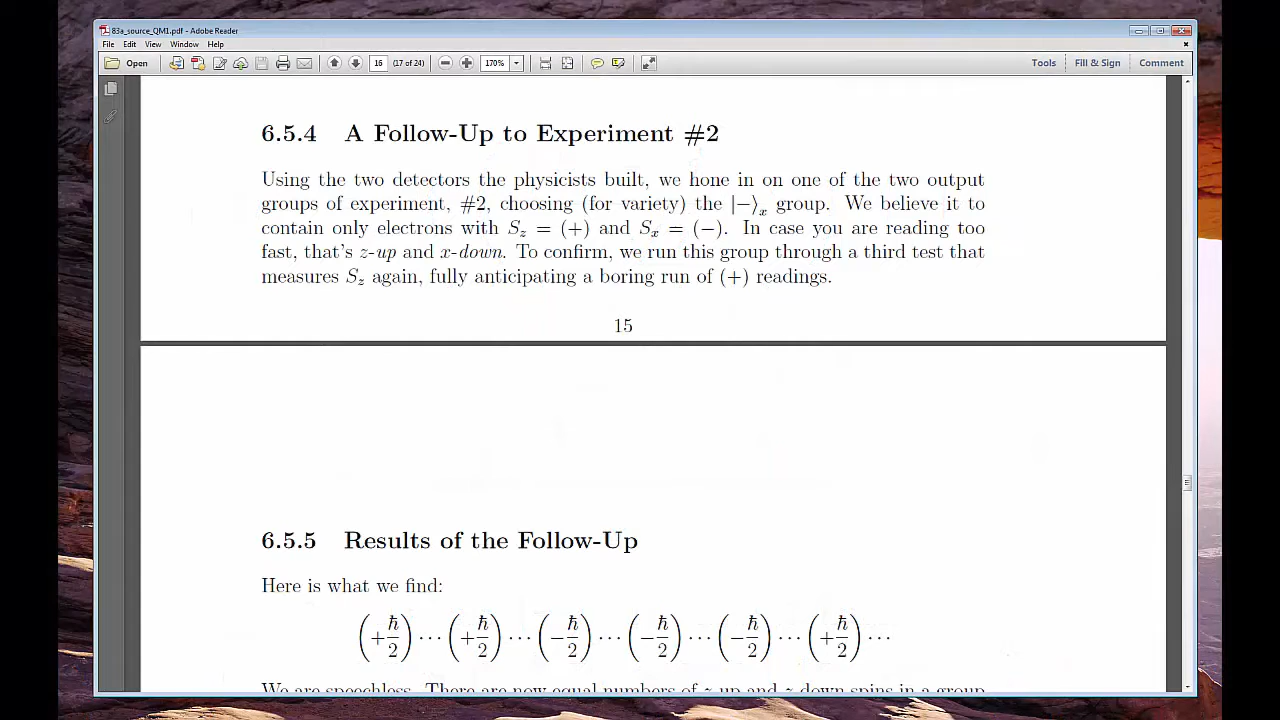 83a_source_QM1.pdf - Adobe Reader
File Edit View Window Help
Open 16 (17 of 24) 170% Tools Fill & Sign Comment
6.5.4 A Follow-Up to Experiment #2
Using the two detectors the physicists built, we hone in on one of the two output
groups of experiment, #2, choosing (for variety) the |−⟩ₓ group. We believe it to
contain only electrons with S_z = (+) and S_x = (−). In case you are reading too
fast, that's z-up and x-down. To confirm, we run this group through a third test that
measures S_z again, fully anticipating a boring run of (+) readings.
15
6.5.5 Results of the Follow-Up
Here is what we find:
(+ħ/2) ··· (+ħ/2) ··· (−ħ/2) ··· (−ħ/2) ··· (−ħ/2) ··· (+ħ/2) ···
We are speechless. There are